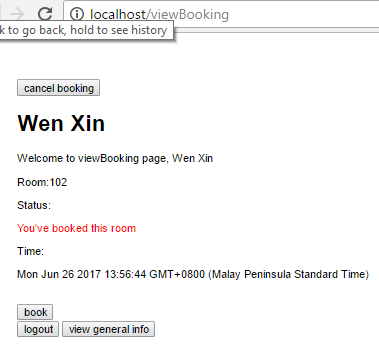 localhost/viewBooking
k to go back, hold to see history
cancel booking
Wen Xin
Welcome to viewBooking page, Wen Xin
Room:102
Status:
You've booked this room
Time:
Mon Jun 26 2017 13:56:44 GMT+0800 (Malay Peninsula Standard Time)
book
logout view general info